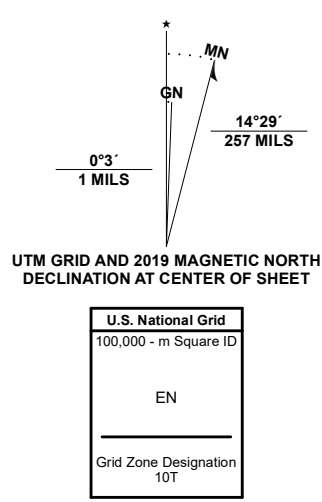 ★
MN
GN
14°29´
257 MILS
0°3´
1 MILS
UTM GRID AND 2019 MAGNETIC NORTH
DECLINATION AT CENTER OF SHEET
U.S. National Grid
100,000 - m Square ID
EN
Grid Zone Designation
10T